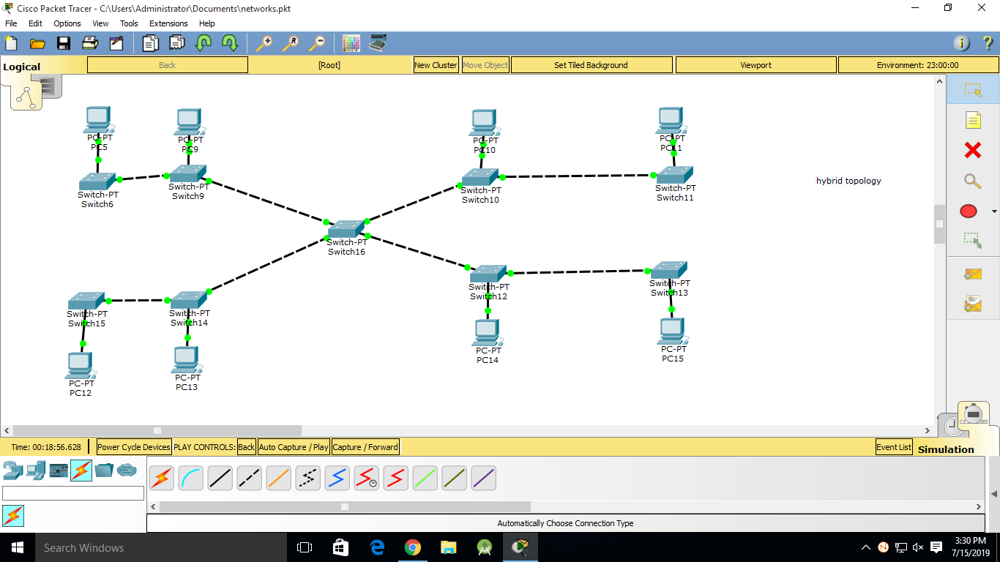 Cisco Packet Tracer - C:\Users\Administrator\Documents\networks.pkt
File Edit Options View Tools Extensions Help
Logical Back [Root] New Cluster Move Object Set Tiled Background Viewport Environment: 23:00:00
PC-PT
PC5
PC-PT
PC9
PC-PT
PC10
PC-PT
PC11
Switch-PT
Switch6
Switch-PT
Switch9
Switch-PT
Switch10
Switch-PT
Switch11
hybrid topology
Switch-PT
Switch16
Switch-PT
Switch12
Switch-PT
Switch13
Switch-PT
Switch15
Switch-PT
Switch14
PC-PT
PC14
PC-PT
PC15
PC-PT
PC12
PC-PT
PC13
Time: 00:18:56.628 Power Cycle Devices PLAY CONTROLS: Back Auto Capture / Play Capture / Forward Event List Simulation
Automatically Choose Connection Type
Search Windows
3:30 PM
7/15/2019